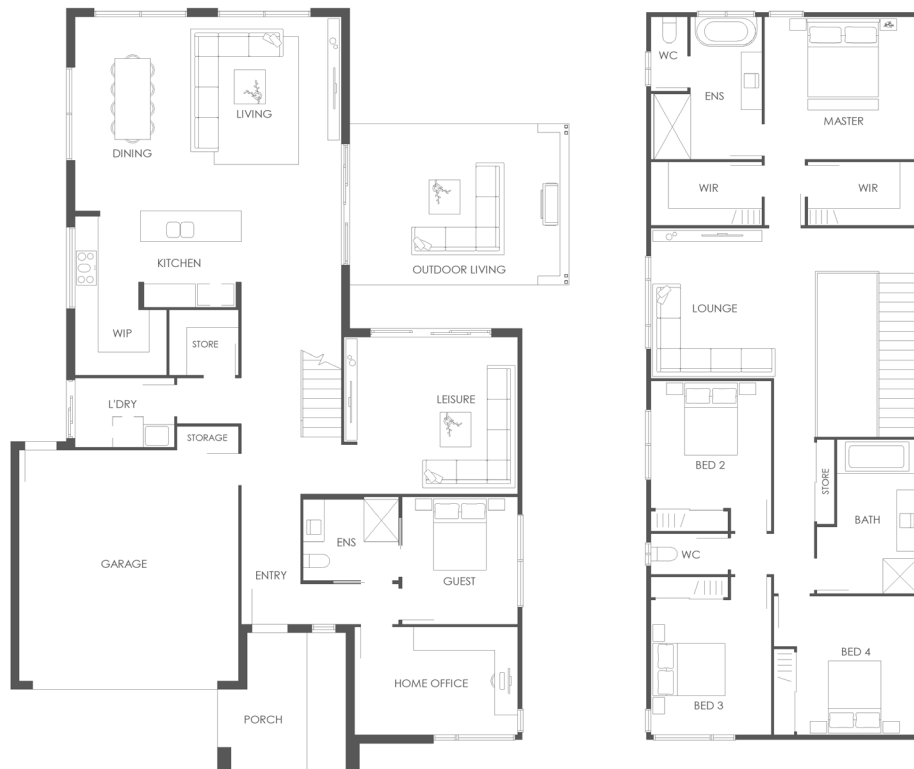 LIVING
DINING
KITCHEN
OUTDOOR LIVING
WIP
STORE
L'DRY
STORAGE
LEISURE
GARAGE
ENS
ENTRY
GUEST
HOME OFFICE
PORCH
WC
ENS
MASTER
WIR
WIR
LOUNGE
BED 2
STORE
BATH
WC
BED 4
BED 3